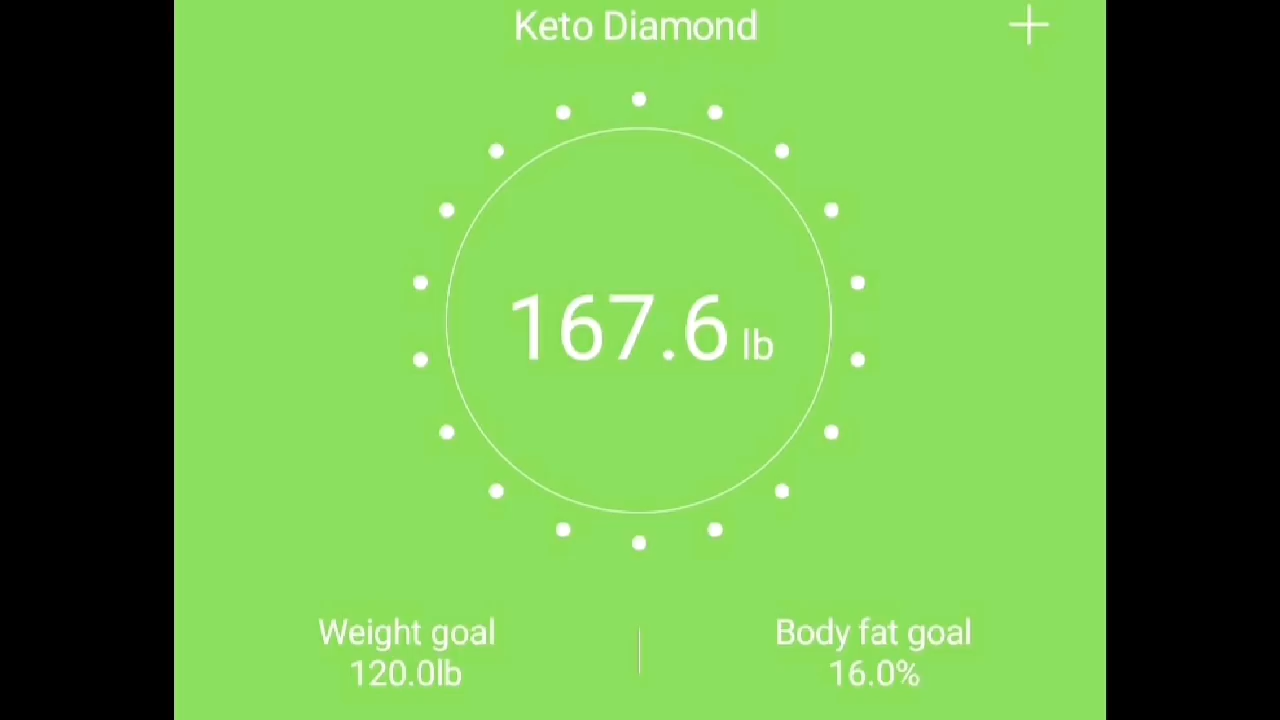 Keto Diamond
167.6 lb
Weight goal
120.0lb
Body fat goal
16.0%